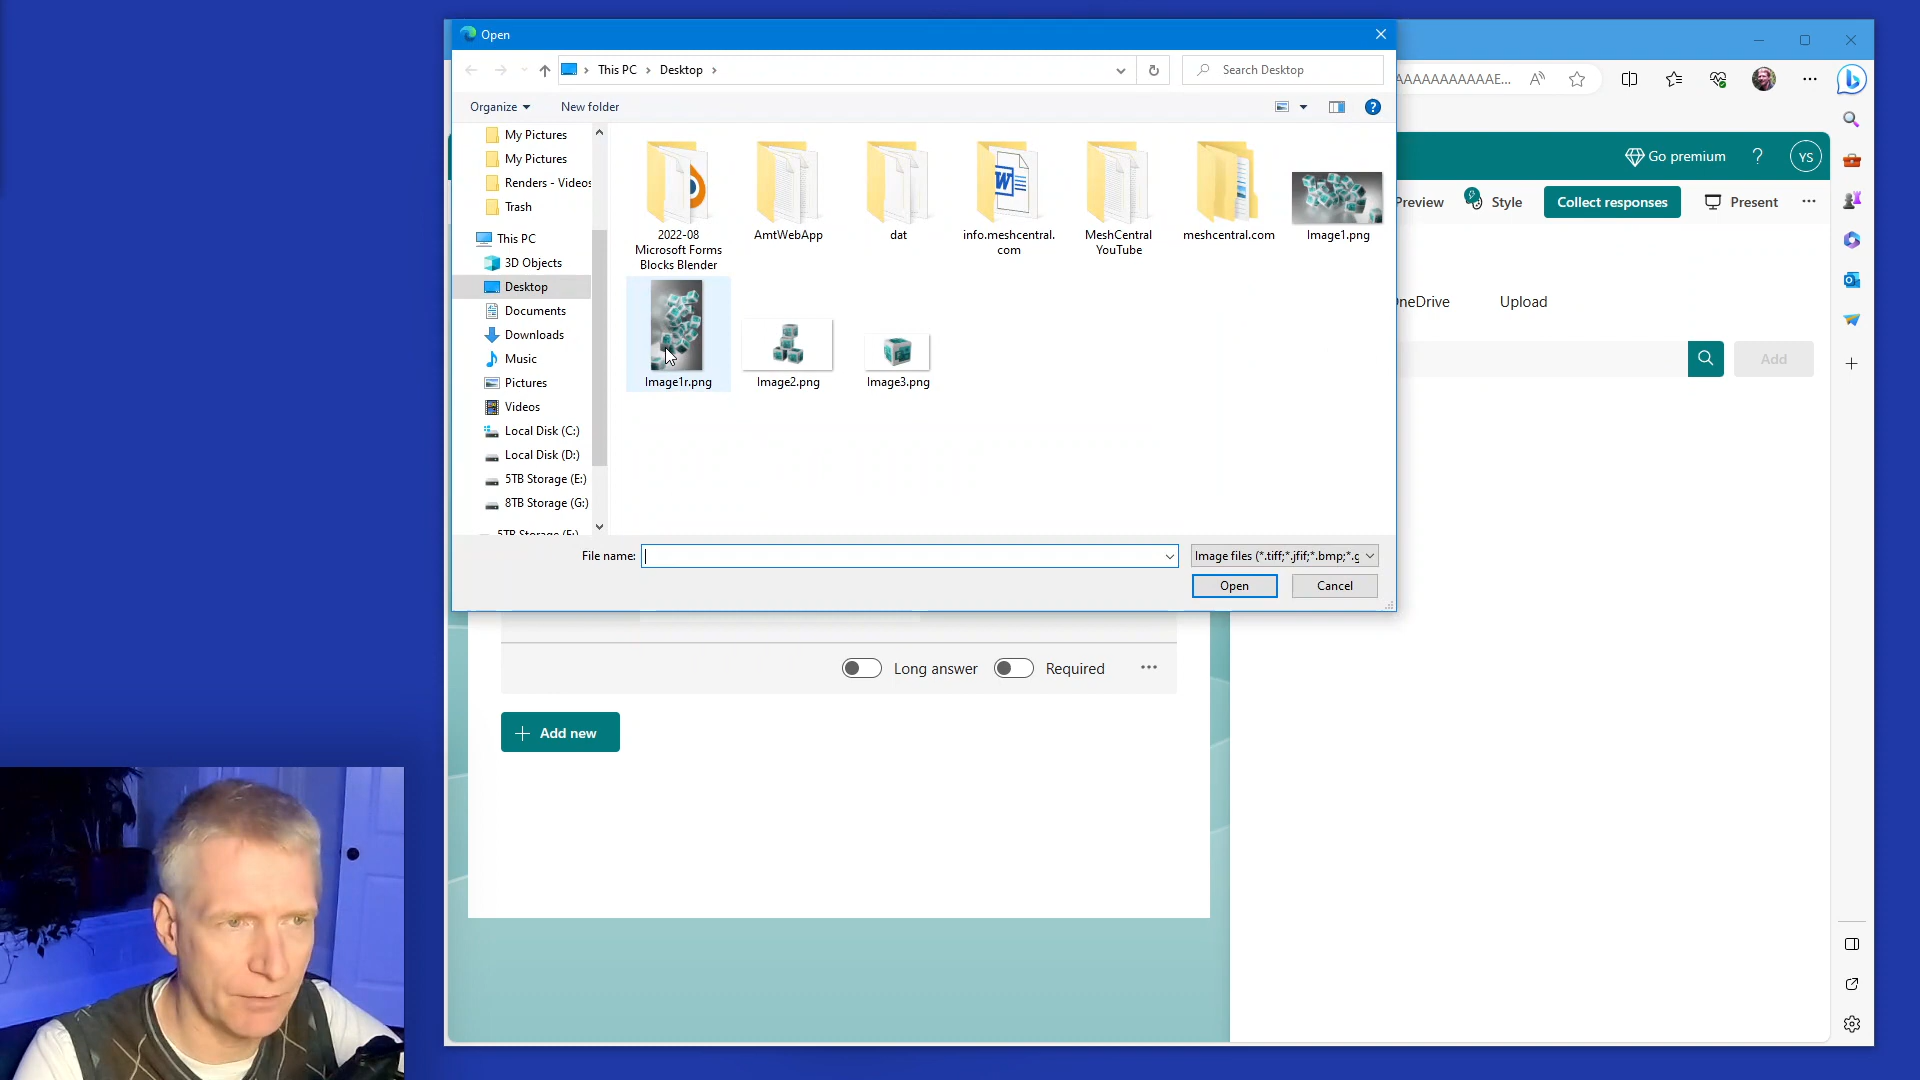 Open
This PC
Desktop
Search Desktop
Organize
New folder
My Pictures
My Pictures
Renders - Videos
Trash
This PC
3D Objects
Desktop
Documents
Downloads
Music
Pictures
Videos
Local Disk (C:)
Local Disk (D:)
5TB Storage (E:)
8TB Storage (G:)
5TB Storage (F:)
2022-08
Microsoft Forms
Blocks Blender
AmtWebApp
dat
info.meshcentral.
com
MeshCentral
YouTube
meshcentral.com
Image1.png
Image1r.png
Image2.png
Image3.png
File name:
Image files (*.tiff;*.jfif;*.bmp;*.g
Open
Cancel
AAAAAAAAAAAE...
Go premium
?
YS
Preview
Style
Collect responses
Present
OneDrive
Upload
Add
Long answer
Required
Add new